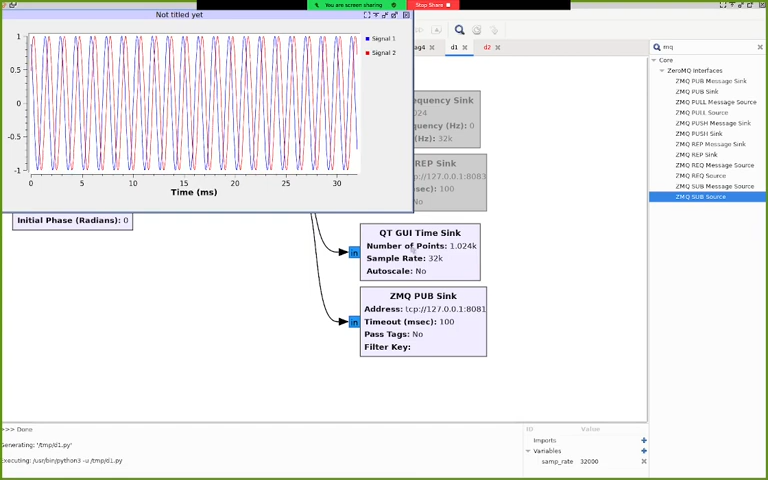 You are screen sharing
Stop Share
Not titled yet
Signal 1
Signal 2
1
0.5
0
-0.5
-1
0
5
10
15
20
25
30
Time (ms)
Initial Phase (Radians): 0
ag4
d1
d2
equency Sink
024
equency (Hz): 0
(Hz): 32k
REP Sink
p://127.0.0.1:8083
sec): 100
No
QT GUI Time Sink
Number of Points: 1.024k
Sample Rate: 32k
Autoscale: No
in
ZMQ PUB Sink
Address: tcp://127.0.0.1:8081
Timeout (msec): 100
Pass Tags: No
Filter Key:
in
mq
Core
ZeroMQ Interfaces
ZMQ PUB Message Sink
ZMQ PUB Sink
ZMQ PULL Message Source
ZMQ PULL Source
ZMQ PUSH Message Sink
ZMQ PUSH Sink
ZMQ REP Message Sink
ZMQ REP Sink
ZMQ REQ Message Source
ZMQ REQ Source
ZMQ SUB Message Source
ZMQ SUB Source
>>> Done
Generating: '/tmp/d1.py'
Executing: /usr/bin/python3 -u /tmp/d1.py
ID Value
Imports
Variables
samp_rate 32000